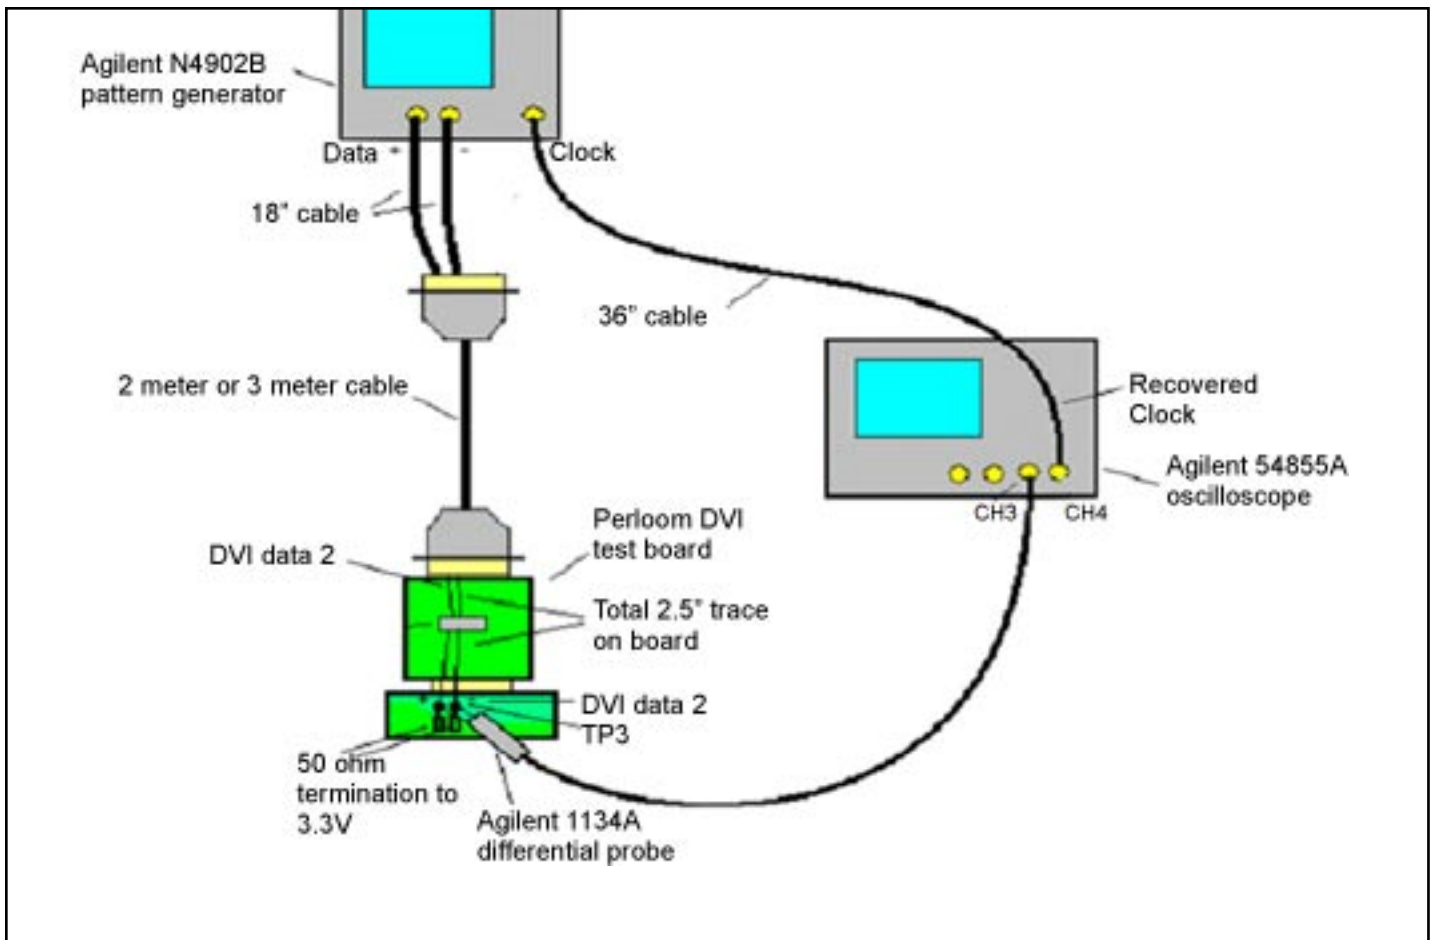 Agilent N4902B
pattern generator
Data + -
Clock
18" cable
36" cable
2 meter or 3 meter cable
Recovered
Clock
Agilent 54855A
oscilloscope
CH3
CH4
Perloom DVI
test board
DVI data 2
Total 2.5" trace
on board
DVI data 2
TP3
50 ohm
termination to
3.3V
Agilent 1134A
differential probe